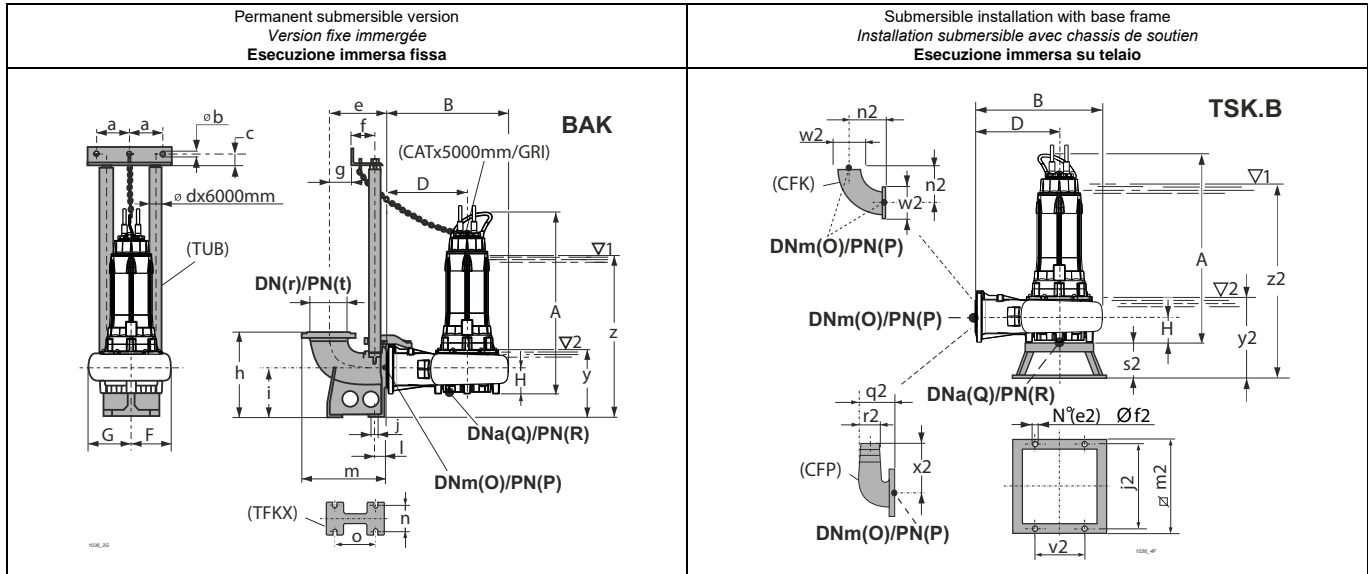 Permanent submersible version
Version fixe immergée
Esecuzione immersa fissa
Submersible installation with base frame
Installation submersible avec chassis de soutien
Esecuzione immersa su telaio
BAK
e
B
f
a
a
øb
c
g
(CATx5000mm/GRI)
D
ø dx6000mm
(TUB)
DN(r)/PN(t)
▽1
A
z
▽2
h
i
H
y
j
l
G
F
m
DNa(Q)/PN(R)
DNm(O)/PN(P)
(TFKX)
n
o
1036_2G
TSK.B
B
D
n2
w2
(CFK)
n2
w2
DNm(O)/PN(P)
▽1
A
z2
▽2
DNm(O)/PN(P)
H
y2
s2
DNa(Q)/PN(R)
q2
r2
(CFP)
x2
DNm(O)/PN(P)
N°(e2) Øf2
j2
ø m2
v2
1036_4F